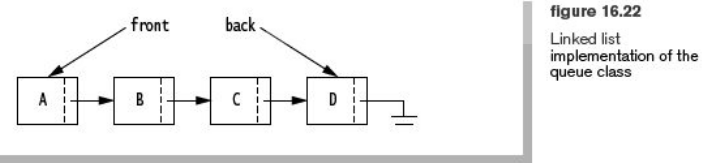 front back
A B C D
figure 16.22
Linked list
implementation of the
queue class